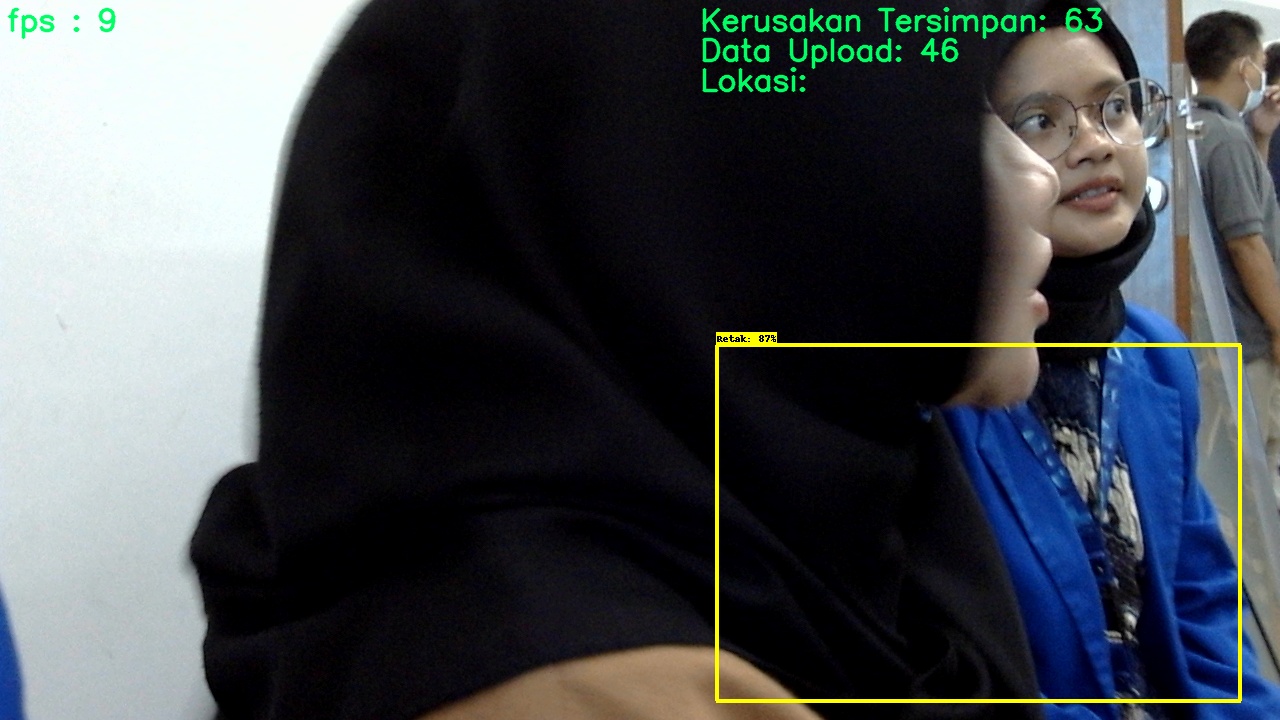 fps : 9
Kerusakan Tersimpan: 63
Data Upload: 46
Lokasi:
Retak: 87%